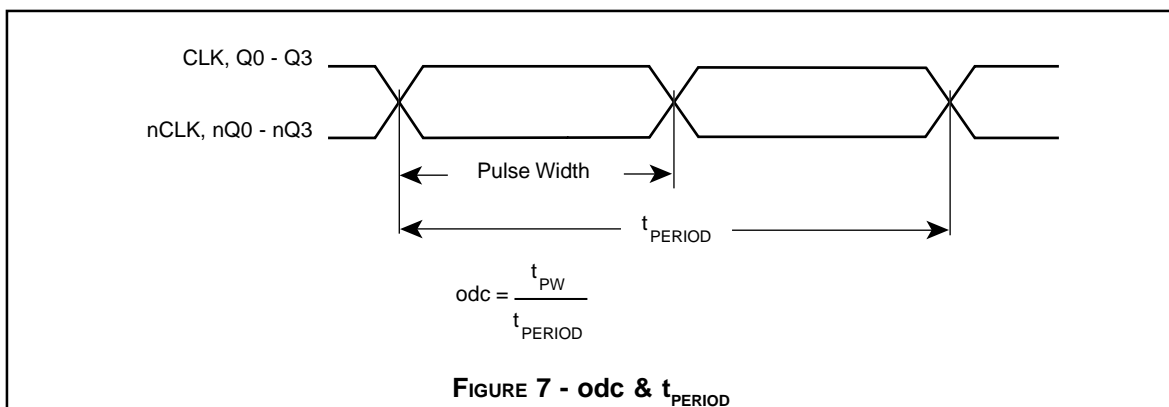 CLK, Q0 - Q3
nCLK, nQ0 - nQ3
Pulse Width
tPERIOD
odc = tPW / tPERIOD
FIGURE 7 - odc & tPERIOD